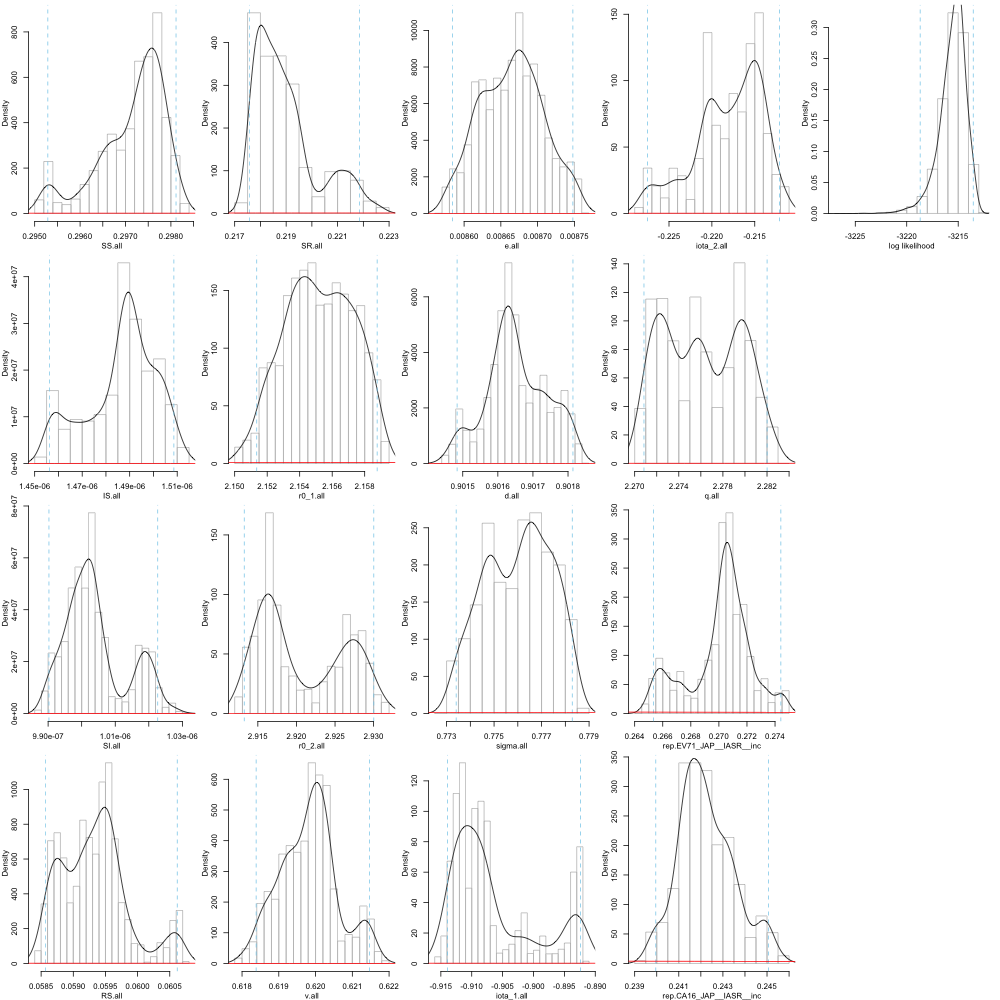 Density
0 200 400 600 800
0.2950 0.2960 0.2970 0.2980
SS.all
Density
0 100 200 300 400
0.217 0.219 0.221 0.223
SR.all
Density
0 2000 4000 6000 8000 10000
0.00860 0.00865 0.00870 0.00875
e.all
Density
0 50 100 150
-0.225 -0.220 -0.215
iota_2.all
Density
0.00 0.05 0.10 0.15 0.20 0.25 0.30
-3225 -3220 -3215
log likelihood
Density
0e+00 1e+07 2e+07 3e+07 4e+07
1.45e-06 1.47e-06 1.49e-06 1.51e-06
IS.all
Density
0 50 100 150
2.150 2.152 2.154 2.156 2.158
r0_1.all
Density
0 2000 4000 6000
0.9015 0.9016 0.9017 0.9018
d.all
Density
0 20 40 60 80 100 120 140
2.270 2.274 2.278 2.282
q.all
Density
0e+00 2e+07 4e+07 6e+07 8e+07
9.90e-07 1.01e-06 1.03e-06
SI.all
Density
0 50 100 150
2.915 2.920 2.925 2.930
r0_2.all
Density
0 50 100 150 200 250
0.773 0.775 0.777 0.779
sigma.all
Density
0 50 100 150 200 250 300 350
0.264 0.266 0.268 0.270 0.272 0.274
rep.EV71_JAP__IASR__inc
Density
0 200 400 600 800 1000
0.0585 0.0590 0.0595 0.0600 0.0605
RS.all
Density
0 100 200 300 400 500 600
0.618 0.619 0.620 0.621 0.622
v.all
Density
0 20 40 60 80 100 120
-0.915 -0.910 -0.905 -0.900 -0.895 -0.890
iota_1.all
Density
0 50 100 150 200 250 300 350
0.239 0.241 0.243 0.245
rep.CA16_JAP__IASR__inc